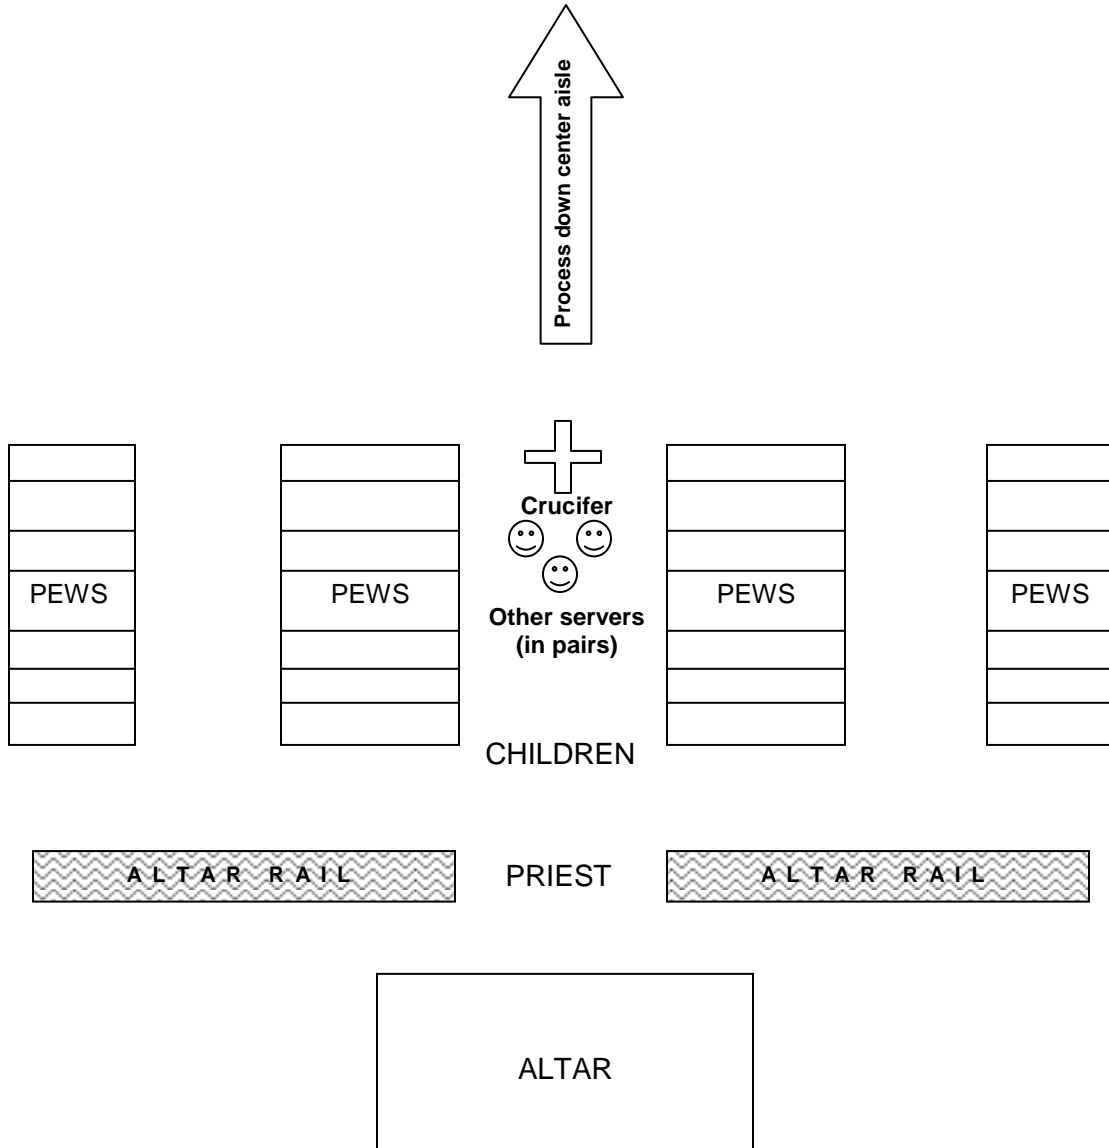 Process down center aisle
Crucifer
PEWS PEWS PEWS PEWS
Other servers
(in pairs)
CHILDREN
ALTAR RAIL PRIEST ALTAR RAIL
ALTAR